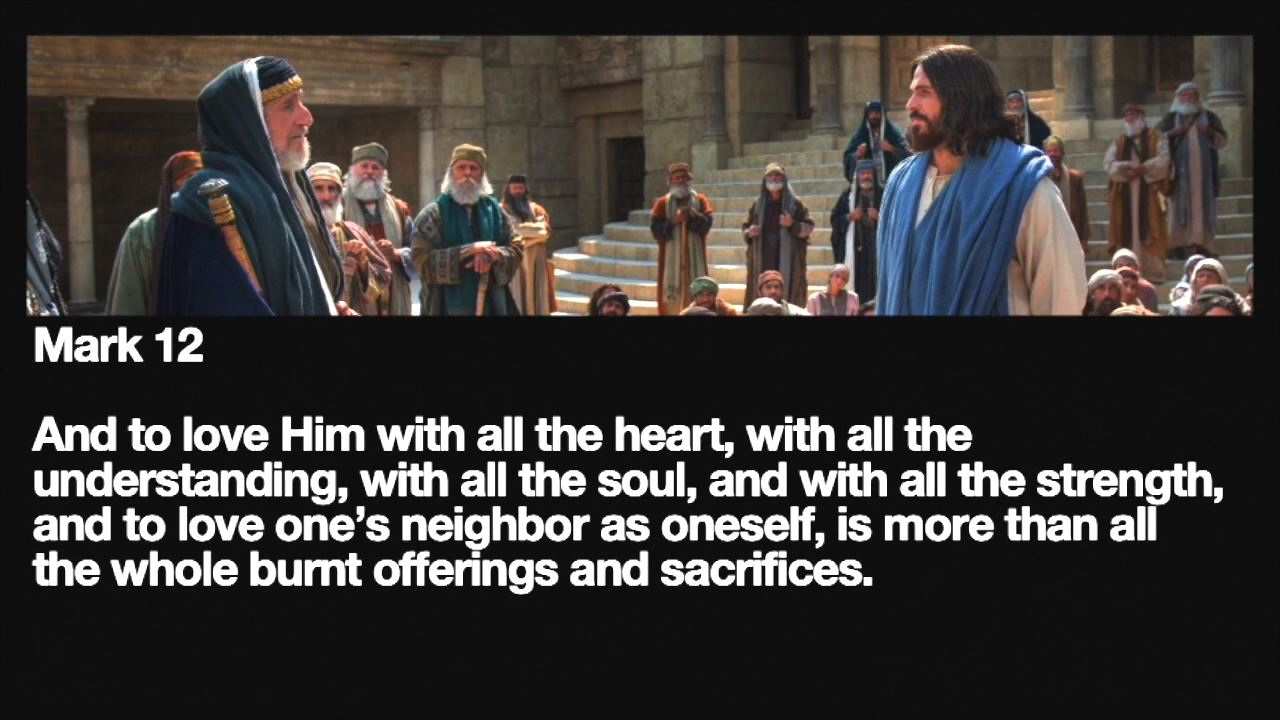 Mark 12
And to love Him with all the heart, with all the
understanding, with all the soul, and with all the strength,
and to love one’s neighbor as oneself, is more than all
the whole burnt offerings and sacrifices.